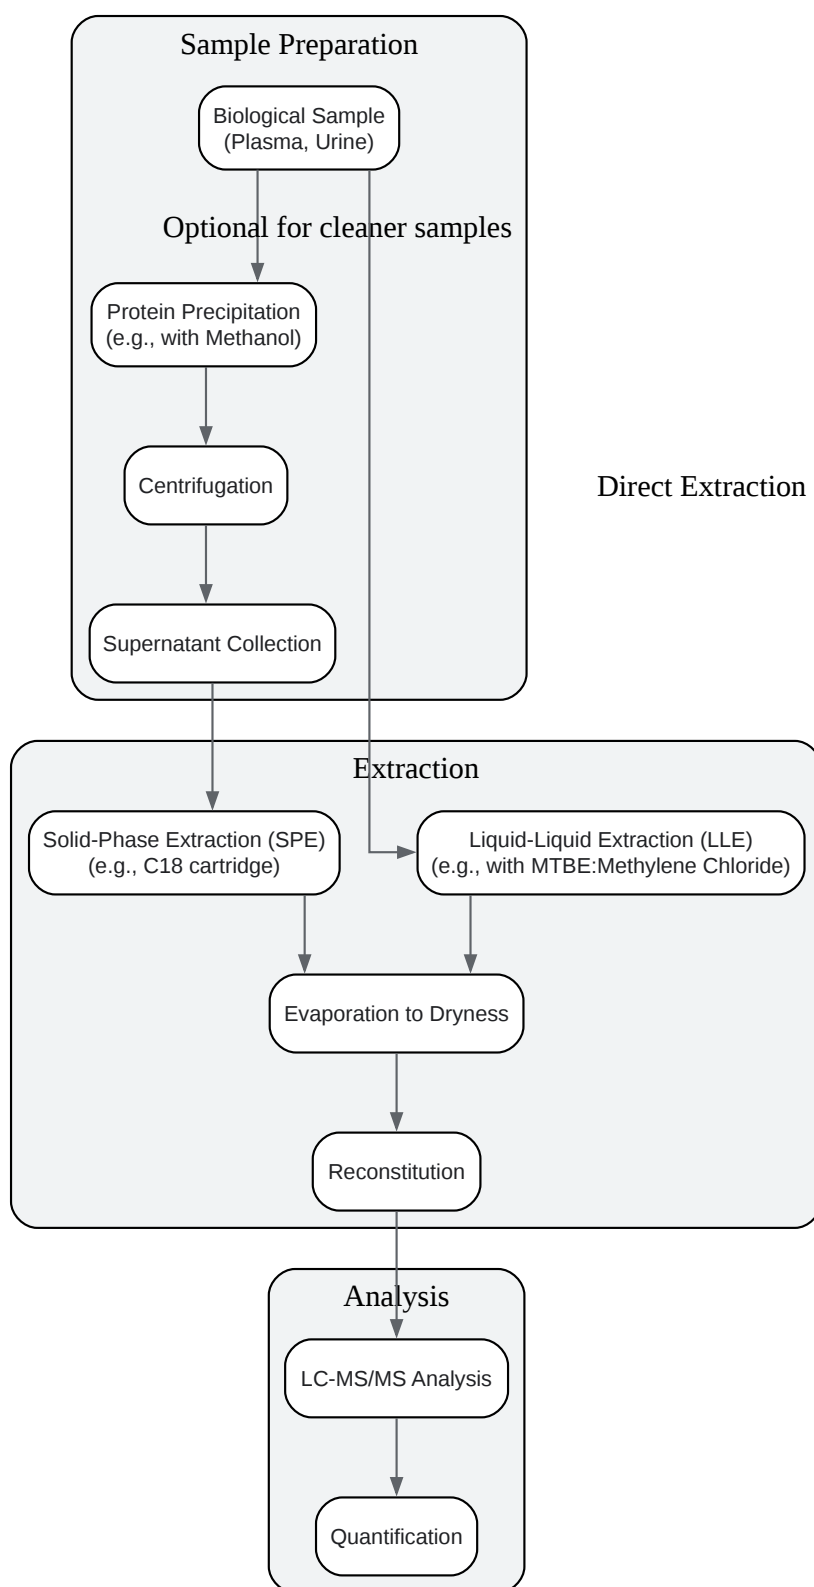 Sample Preparation
Biological Sample
(Plasma, Urine)
Optional for cleaner samples
Protein Precipitation
(e.g., with Methanol)
Centrifugation
Direct Extraction
Supernatant Collection
Extraction
Solid-Phase Extraction (SPE)
(e.g., C18 cartridge)
Liquid-Liquid Extraction (LLE)
(e.g., with MTBE:Methylene Chloride)
Evaporation to Dryness
Reconstitution
Analysis
LC-MS/MS Analysis
Quantification